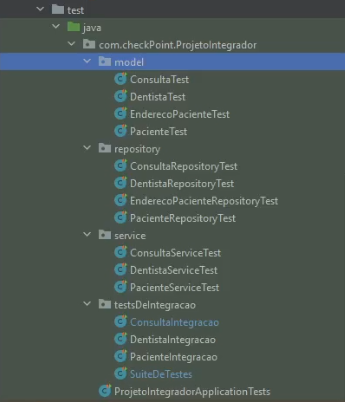 test
java
com.checkPoint.ProjetoIntegrador
model
ConsultaTest
DentistaTest
EnderecoPacienteTest
PacienteTest
repository
ConsultaRepositoryTest
DentistaRepositoryTest
EnderecoPacienteRepositoryTest
PacienteRepositoryTest
service
ConsultaServiceTest
DentistaServiceTest
PacienteServiceTest
testsDeIntegracao
ConsultaIntegracao
DentistaIntegracao
PacienteIntegracao
SuiteDeTestes
ProjetoIntegradorApplicationTests